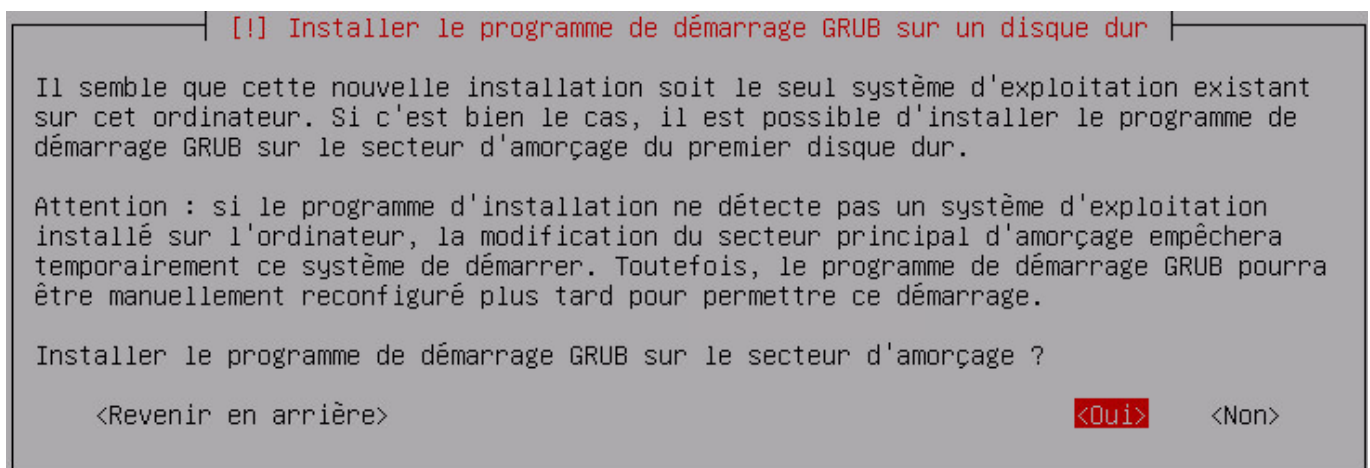 [!] Installer le programme de démarrage GRUB sur un disque dur
Il semble que cette nouvelle installation soit le seul système d'exploitation existant
sur cet ordinateur. Si c'est bien le cas, il est possible d'installer le programme de
démarrage GRUB sur le secteur d'amorçage du premier disque dur.
Attention : si le programme d'installation ne détecte pas un système d'exploitation
installé sur l'ordinateur, la modification du secteur principal d'amorçage empêchera
temporairement ce système de démarrer. Toutefois, le programme de démarrage GRUB pourra
être manuellement reconfiguré plus tard pour permettre ce démarrage.
Installer le programme de démarrage GRUB sur le secteur d'amorçage ?
<Revenir en arrière> <Oui> <Non>